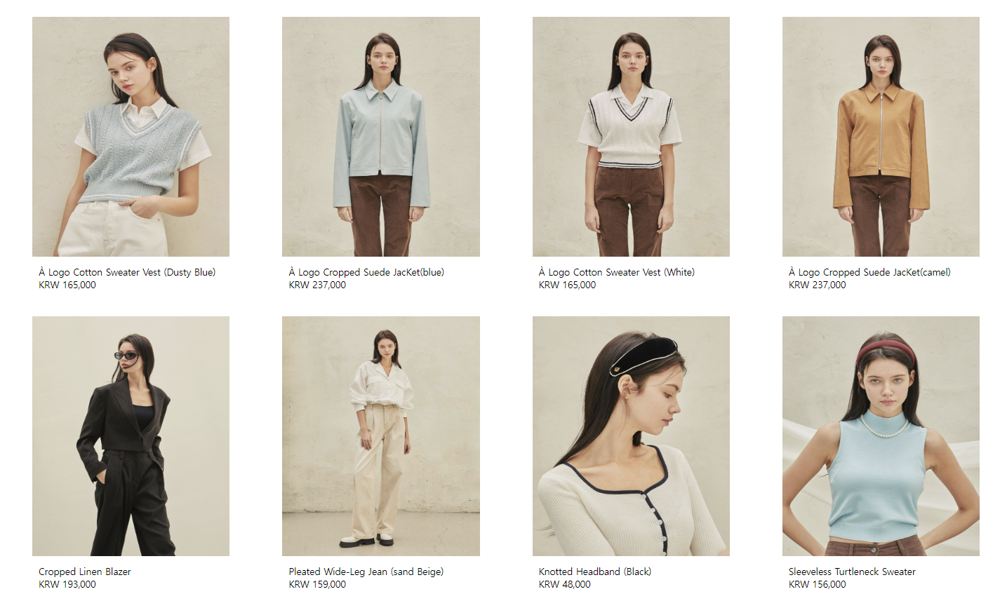 À Logo Cotton Sweater Vest (Dusty Blue)
KRW 165,000
À Logo Cropped Suede JacKet(blue)
KRW 237,000
À Logo Cotton Sweater Vest (White)
KRW 165,000
À Logo Cropped Suede JacKet(camel)
KRW 237,000
Cropped Linen Blazer
KRW 193,000
Pleated Wide-Leg Jean (sand Beige)
KRW 159,000
Knotted Headband (Black)
KRW 48,000
Sleeveless Turtleneck Sweater
KRW 156,000